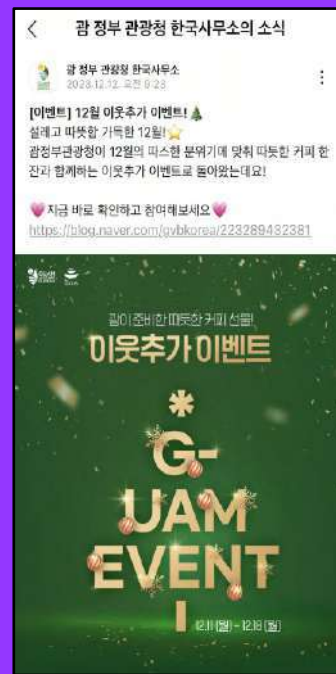 괌 정부 관광청 한국사무소의 소식
괌 정부 관광청 한국사무소
2023.12.12. 오전 9:23
[이벤트] 12월 이웃추가 이벤트!🎄
설레고 따뜻함 가득한 12월!⭐
괌정부관광청이 12월의 따스한 분위기에 맞춰 따듯한 커피 한
잔과 함께하는 이웃추가 이벤트로 돌아왔는데요!
💗지금 바로 확인하고 참여해보세요💗
https://blog.naver.com/gvbkorea/223289432381
GUAM
괌이 준비한 따뜻한 커피 선물!
이웃추가 이벤트
G-
UAM
EVENT
12.11 (월) - 12.18 (월)